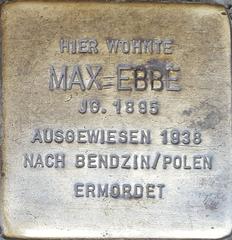 HIER WOHNTE
MAX EBBE
JG. 1895
AUSGEWIESEN 1938
NACH BENDZIN/POLEN
ERMORDET